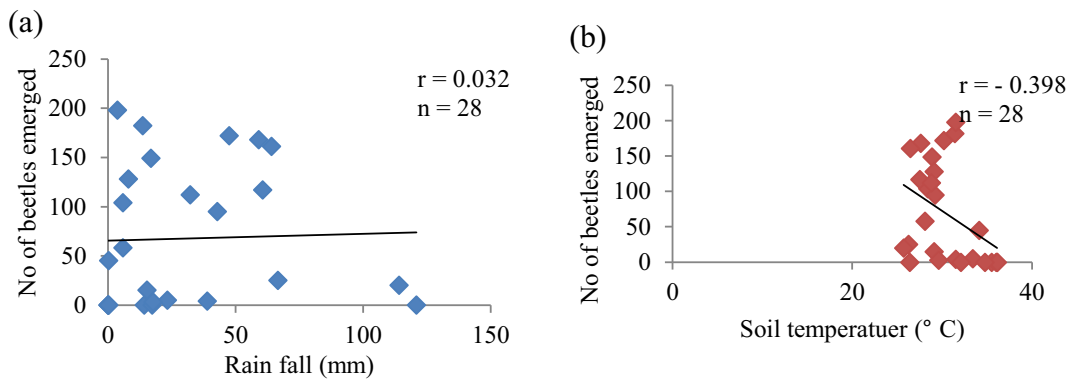 (a)
250
200
150
100
50
0
No of beetles emerged
r = 0.032
n = 28
0 50 100 150
Rain fall (mm)
(b)
250
200
150
100
50
0
No of beetles emerged
r = - 0.398
n = 28
0 20 40
Soil temperatuer (° C)